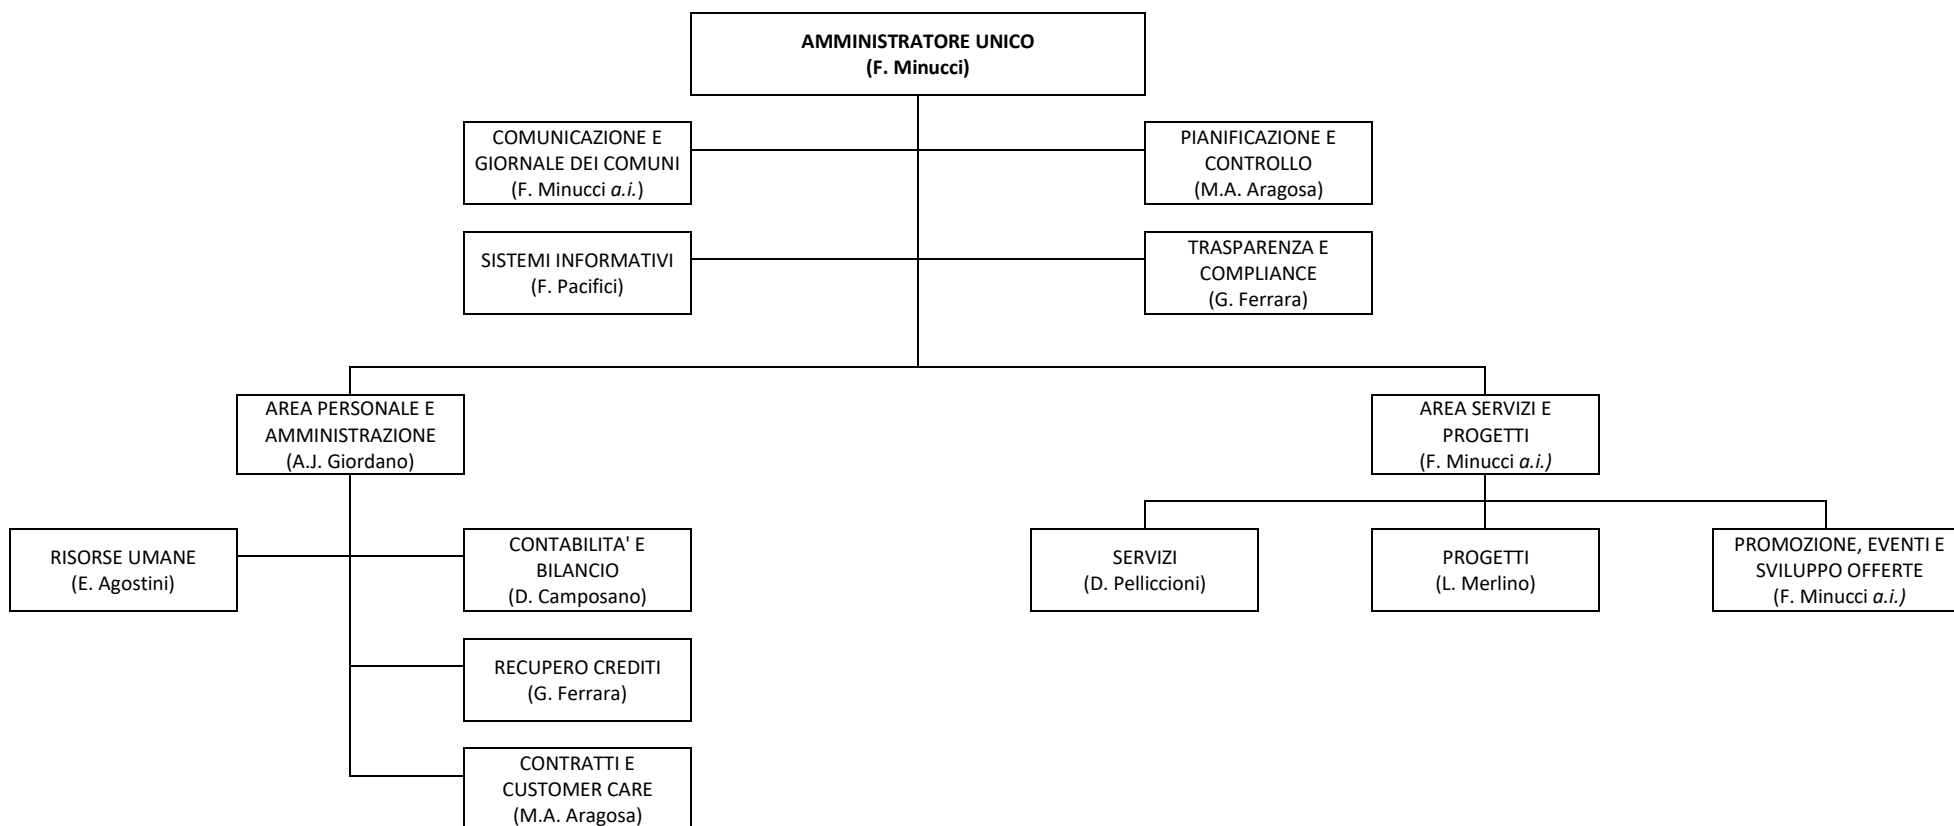 AMMINISTRATORE UNICO
(F. Minucci)
COMUNICAZIONE E
GIORNALE DEI COMUNI
(F. Minucci a.i.)
PIANIFICAZIONE E
CONTROLLO
(M.A. Aragosa)
SISTEMI INFORMATIVI
(F. Pacifici)
TRASPARENZA E
COMPLIANCE
(G. Ferrara)
AREA PERSONALE E
AMMINISTRAZIONE
(A.J. Giordano)
AREA SERVIZI E
PROGETTI
(F. Minucci a.i.)
RISORSE UMANE
(E. Agostini)
CONTABILITA' E
BILANCIO
(D. Camposano)
SERVIZI
(D. Pelliccioni)
PROGETTI
(L. Merlino)
PROMOZIONE, EVENTI E
SVILUPPO OFFERTE
(F. Minucci a.i.)
RECUPERO CREDITI
(G. Ferrara)
CONTRATTI E
CUSTOMER CARE
(M.A. Aragosa)